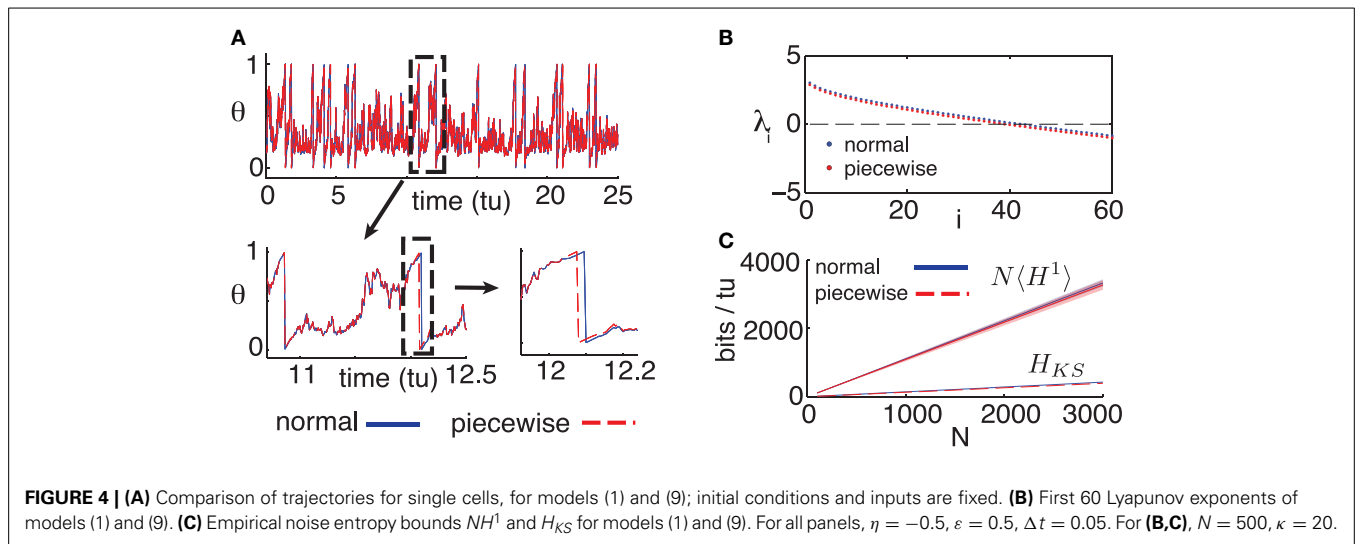 A
1
θ
0
0 5 10 15 20 25
time (tu)
1
θ
0
11 12.5
time (tu)
12 12.2
normal piecewise
B
5
λ
0
−5
normal
piecewise
0 20 40 60
i
C
4000
bits / tu
2000
0
normal
piecewise
N⟨H¹⟩
H_KS
0 1000 2000 3000
N
FIGURE 4 | (A) Comparison of trajectories for single cells, for models (1) and (9); initial conditions and inputs are fixed. (B) First 60 Lyapunov exponents of
models (1) and (9). (C) Empirical noise entropy bounds NH¹ and H_KS for models (1) and (9). For all panels, η = −0.5, ε = 0.5, Δt = 0.05. For (B,C), N = 500, κ = 20.